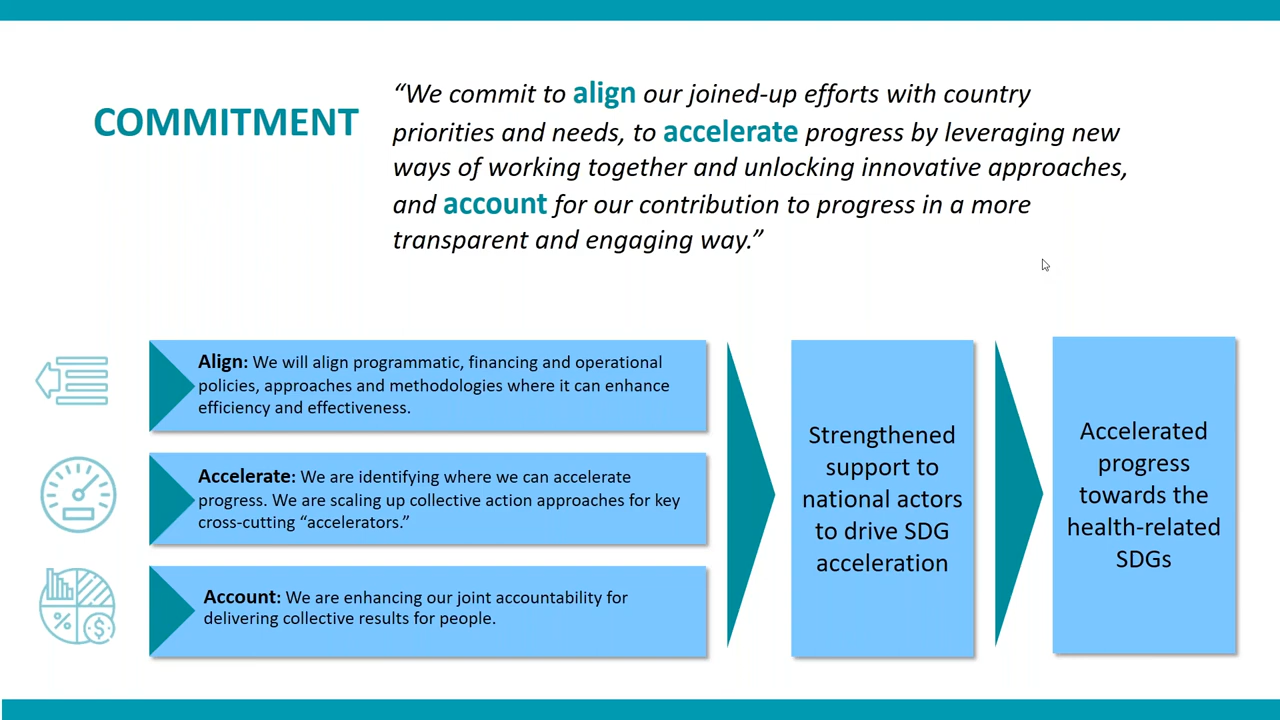 COMMITMENT
“We commit to align our joined-up efforts with country
priorities and needs, to accelerate progress by leveraging new
ways of working together and unlocking innovative approaches,
and account for our contribution to progress in a more
transparent and engaging way.”
Align: We will align programmatic, financing and operational
policies, approaches and methodologies where it can enhance
efficiency and effectiveness.
Accelerate: We are identifying where we can accelerate
progress. We are scaling up collective action approaches for key
cross-cutting “accelerators.”
Account: We are enhancing our joint accountability for
delivering collective results for people.
%
$
Strengthened
support to
national actors
to drive SDG
acceleration
Accelerated
progress
towards the
health-related
SDGs